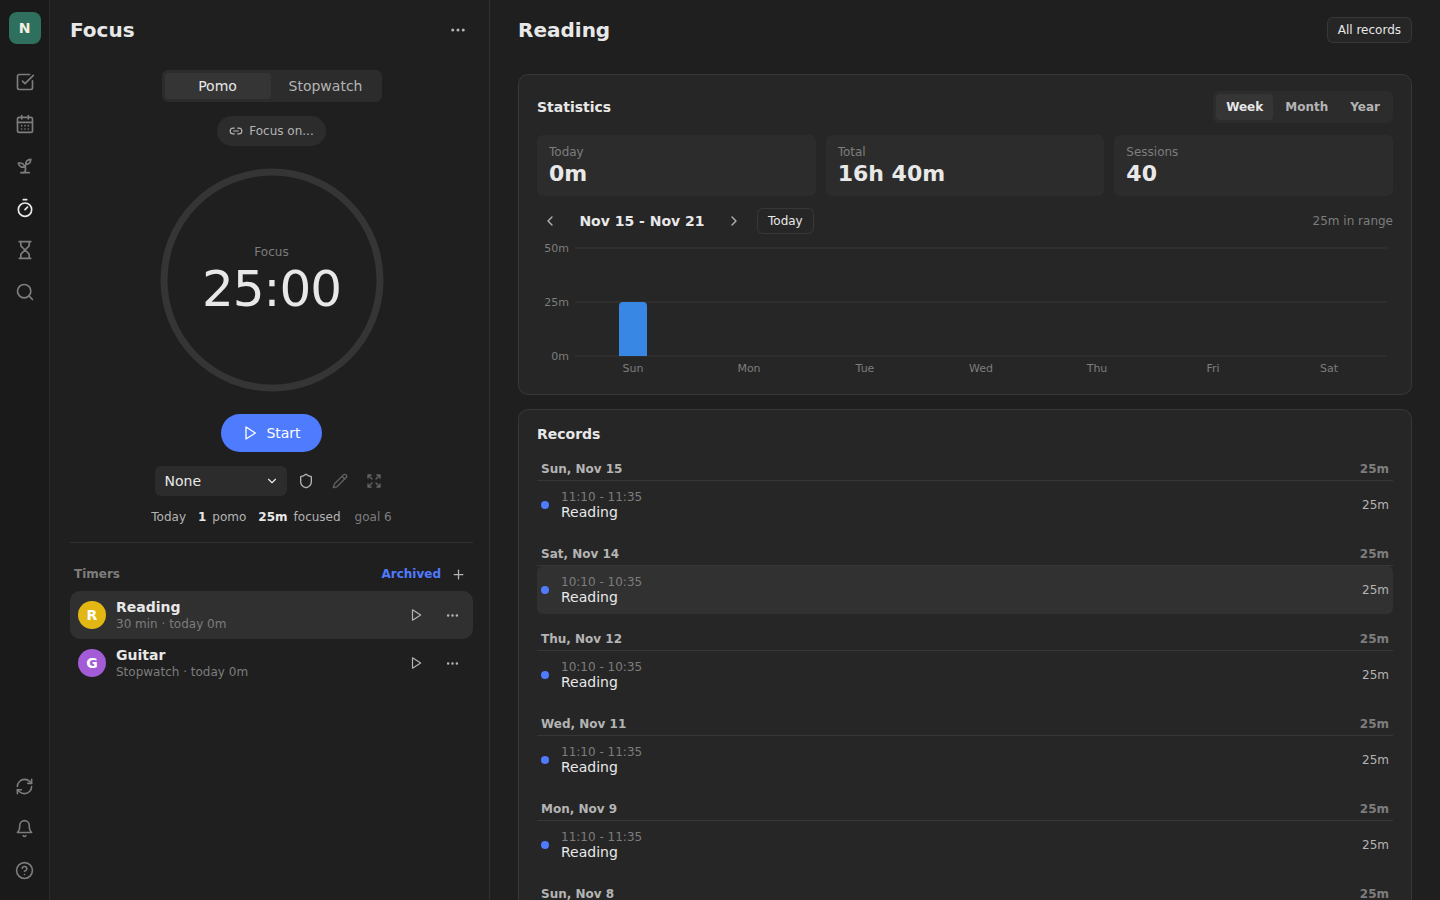 N
Focus
Pomo
Stopwatch
Focus on...
Focus
25:00
Start
None
Today 1 pomo 25m focused goal 6
Timers
Archived
R
Reading
30 min · today 0m
G
Guitar
Stopwatch · today 0m
Reading
All records
Statistics
Week
Month
Year
Today
0m
Total
16h 40m
Sessions
40
Nov 15 - Nov 21
Today
25m in range
50m
25m
0m
Sun
Mon
Tue
Wed
Thu
Fri
Sat
Records
Sun, Nov 15 25m
11:10 - 11:35
Reading
25m
Sat, Nov 14 25m
10:10 - 10:35
Reading
25m
Thu, Nov 12 25m
10:10 - 10:35
Reading
25m
Wed, Nov 11 25m
11:10 - 11:35
Reading
25m
Mon, Nov 9 25m
11:10 - 11:35
Reading
25m
Sun, Nov 8 25m